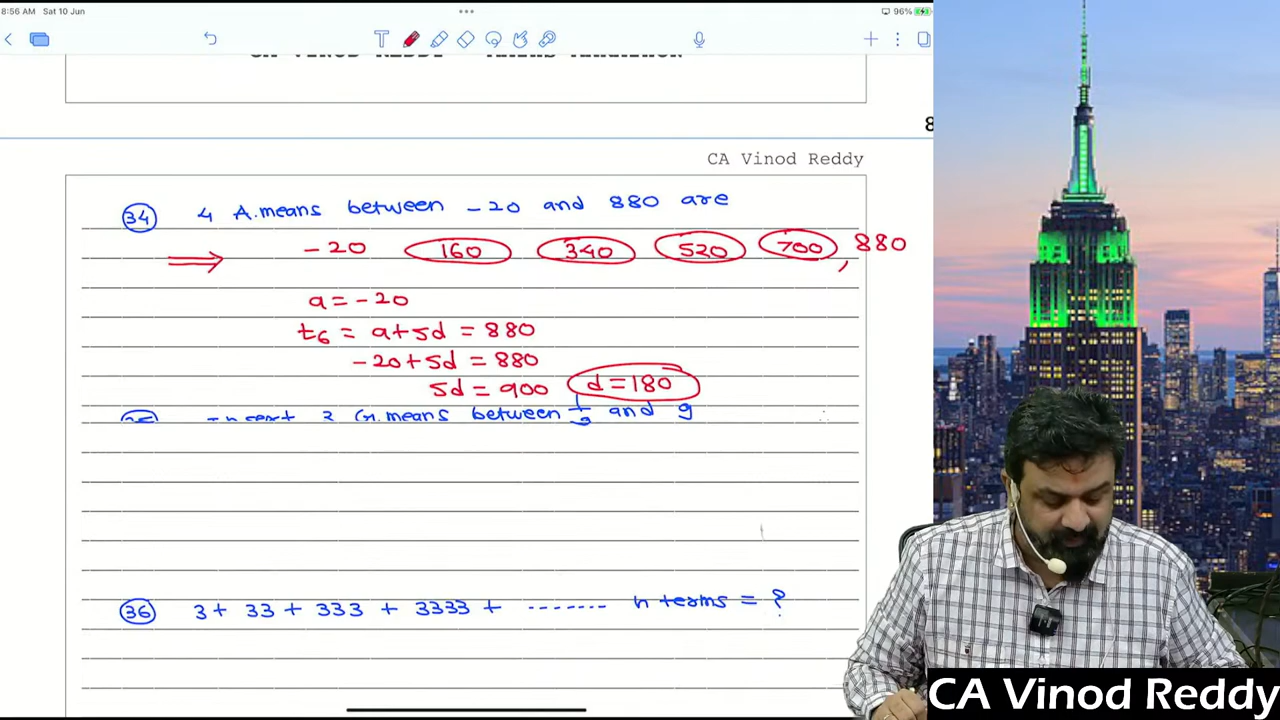 8:56 AM Sat 10 Jun
96%
CA Vinod Reddy
34 4 A.means between -20 and 880 are
⇒ -20 160 340 520 700 , 880
a = -20
t6 = a+5d = 880
-20+5d = 880
5d = 900 d = 180
G.means between and 9
36 3 + 33 + 333 + 3333 + ....... n terms = ?
CA Vinod Reddy